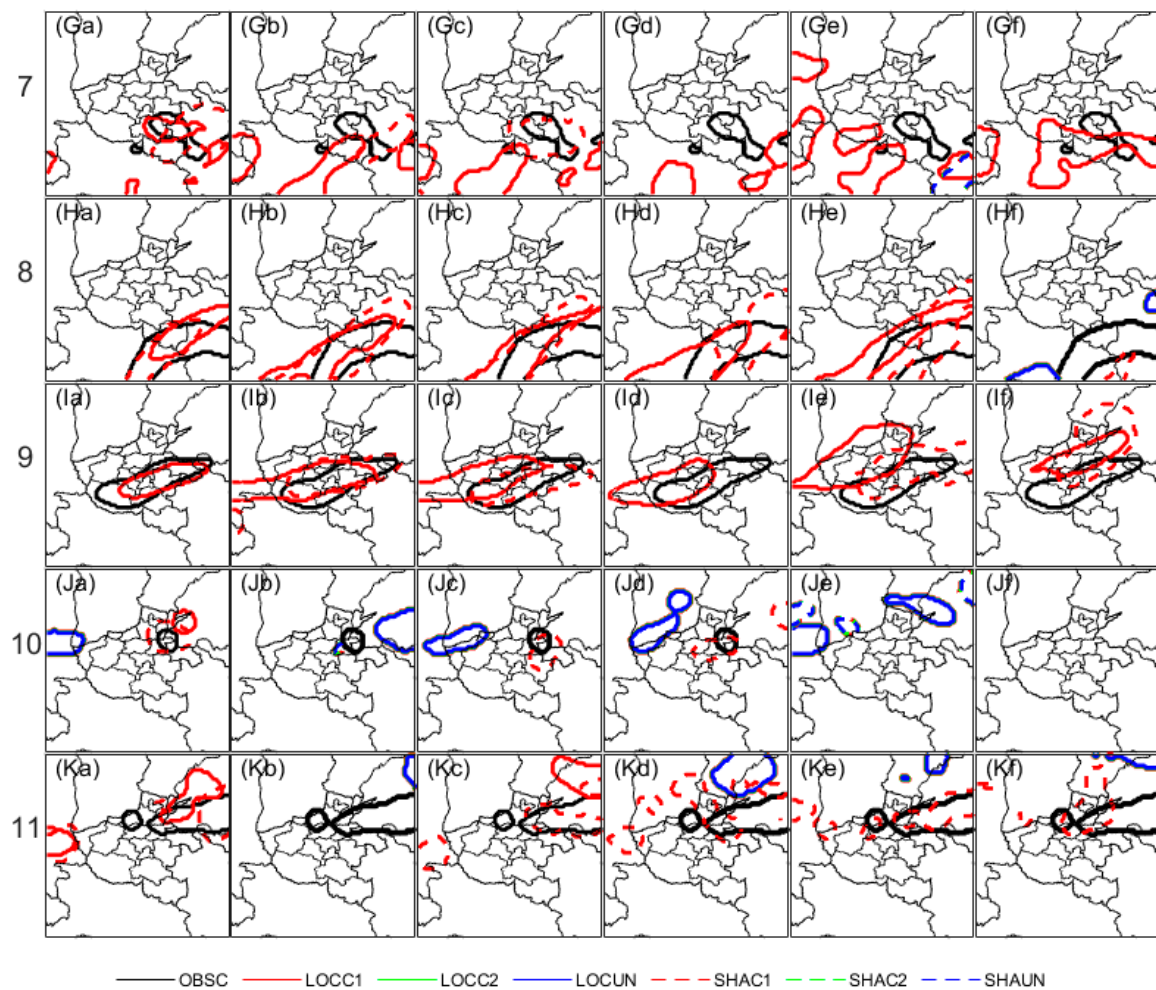 (Ga) (Gb) (Gc) (Gd) (Ge) (Gf)
7
(Ha) (Hb) (Hc) (Hd) (He) (Hf)
8
(Ia) (Ib) (Ic) (Id) (Ie) (If)
9
(Ja) (Jb) (Jc) (Jd) (Je) (Jf)
10
(Ka) (Kb) (Kc) (Kd) (Ke) (Kf)
11
OBSC LOCC1 LOCC2 LOCUN SHAC1 SHAC2 SHAUN